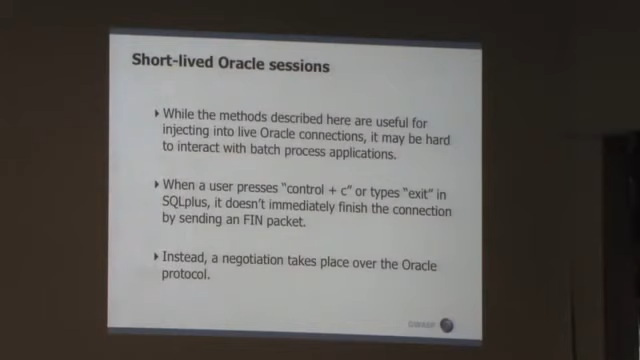 Short-lived Oracle sessions
While the methods described here are useful for
injecting into live Oracle connections, it may be hard
to interact with batch process applications.
When a user presses “control + c” or types “exit” in
SQLplus, it doesn’t immediately finish the connection
by sending an FIN packet.
Instead, a negotiation takes place over the Oracle
protocol.
OWASP